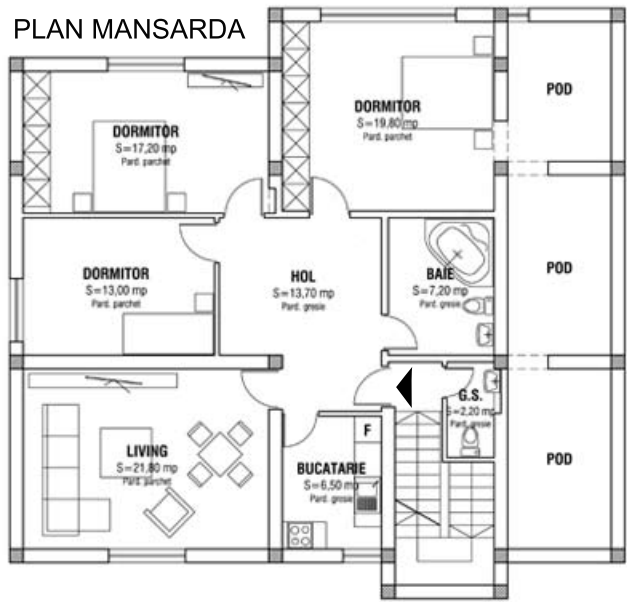 PLAN MANSARDA
DORMITOR
S=17,20 mp
Pard. parchet
DORMITOR
S=19,80 mp
Pard. parchet
POD
DORMITOR
S=13,00 mp
Pard. parchet
HOL
S=13,70 mp
Pard. gresie
BAIE
S=7,20 mp
Pard. gresie
POD
LIVING
S=21,80 mp
Pard. parchet
F
BUCATARIE
S=6,50 mp
Pard. gresie
G.S.
S=2,20 mp
Pard. gresie
POD